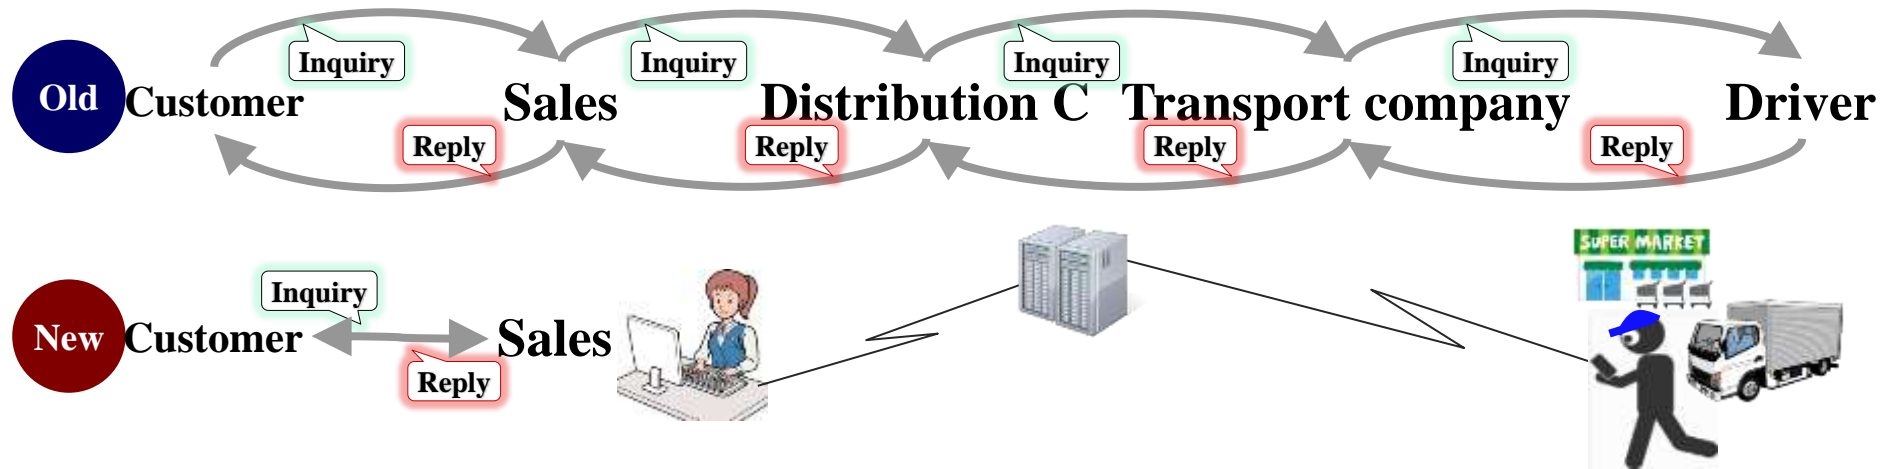 Inquiry Inquiry Inquiry Inquiry
Old Customer Sales Distribution C Transport company Driver
Reply Reply Reply Reply
SUPER MARKET
Inquiry
New Customer Sales
Reply